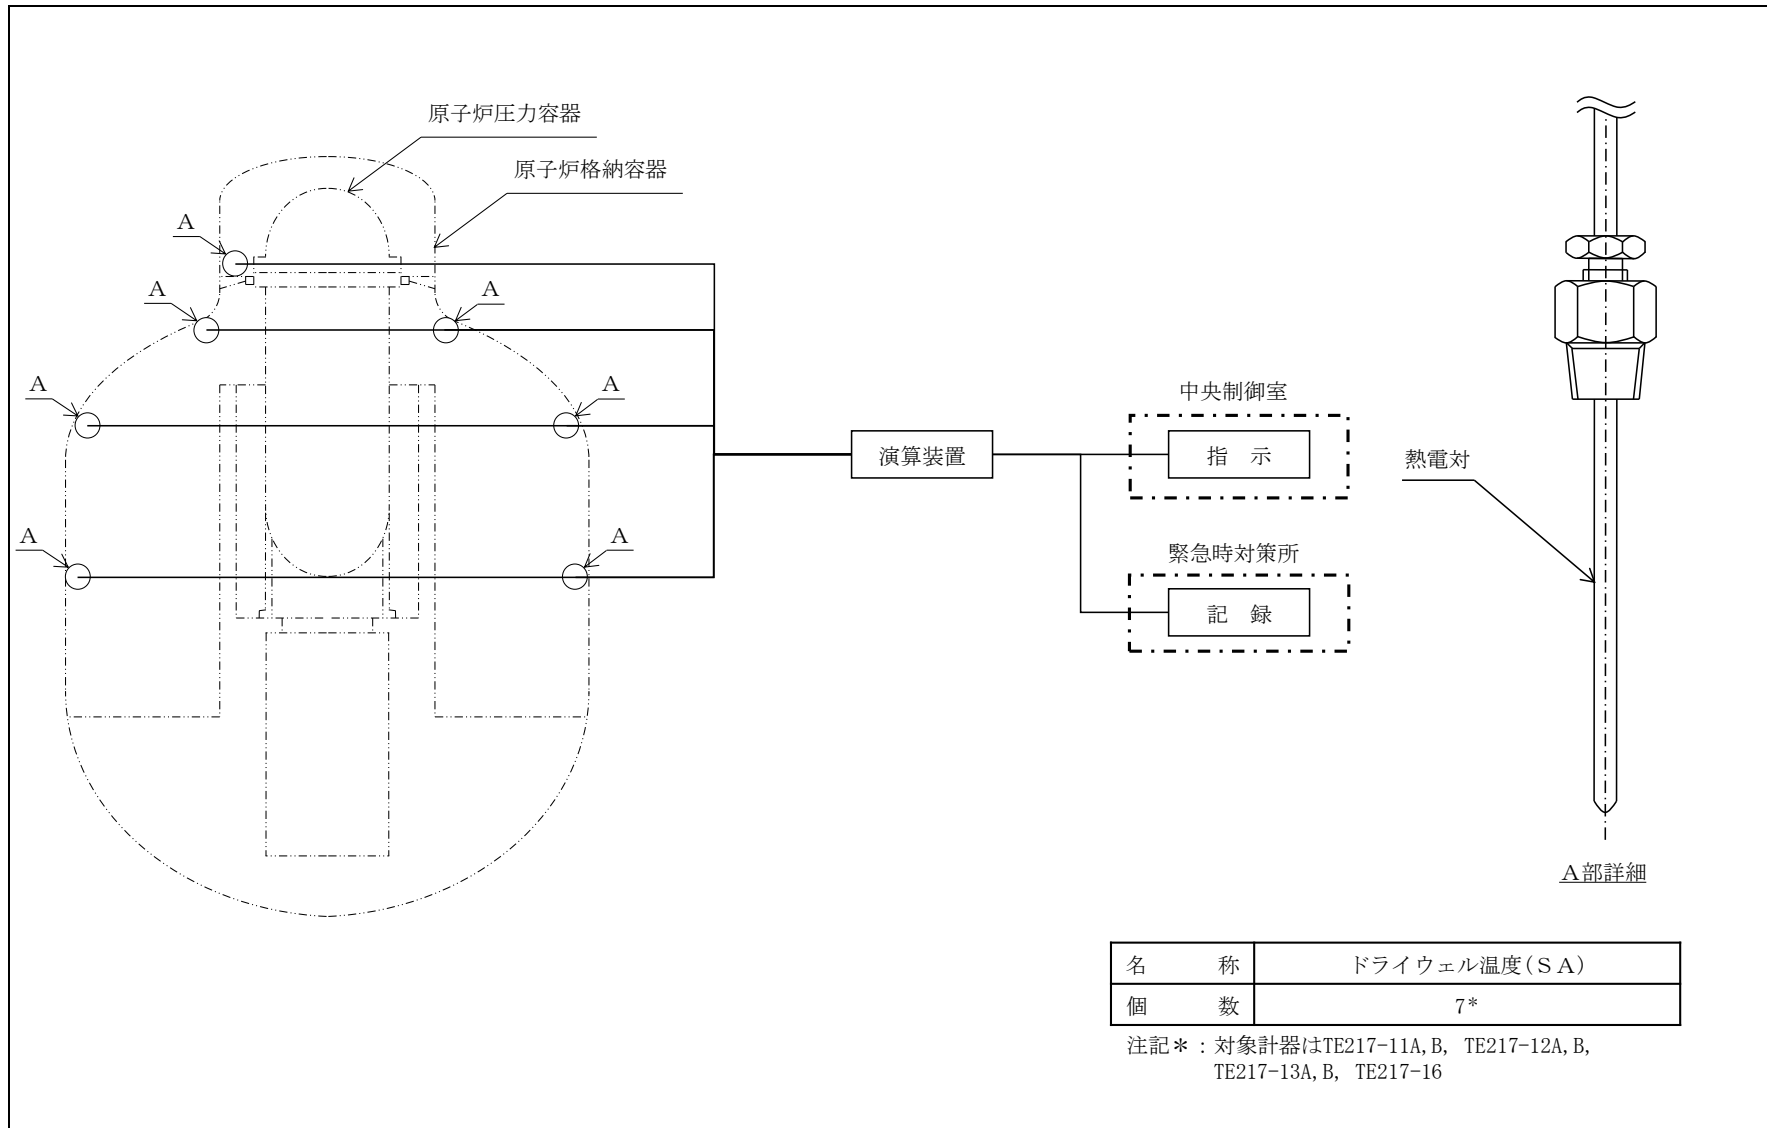 原子炉圧力容器
原子炉格納容器
A
A
A
A
A
A
A
演算装置
中央制御室
指　示
緊急時対策所
記　録
熱電対
A部詳細
名　称　ドライウェル温度(SA)
個　数　7*
注記＊：対象計器はTE217-11A,B, TE217-12A,B,
TE217-13A,B, TE217-16